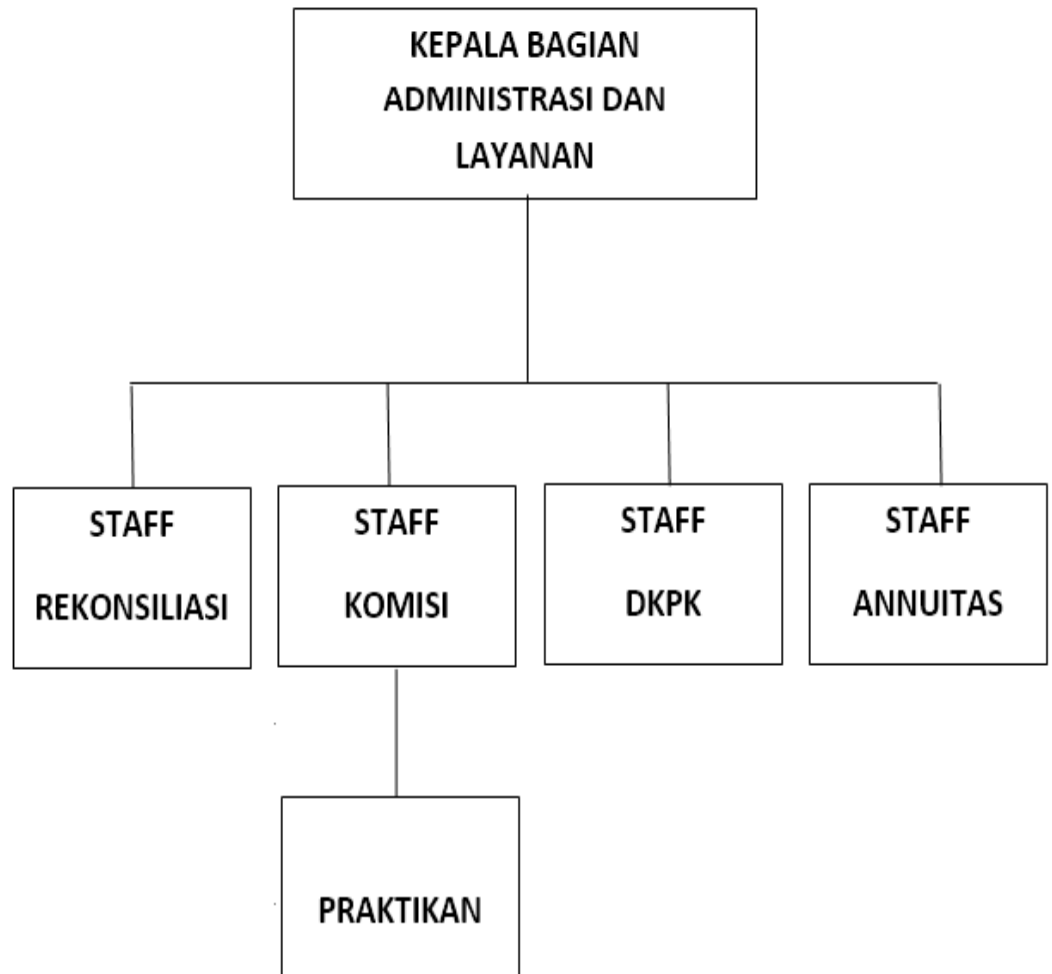 KEPALA BAGIAN
ADMINISTRASI DAN
LAYANAN
STAFF
REKONSILIASI
STAFF
KOMISI
STAFF
DKPK
STAFF
ANNUITAS
PRAKTIKAN